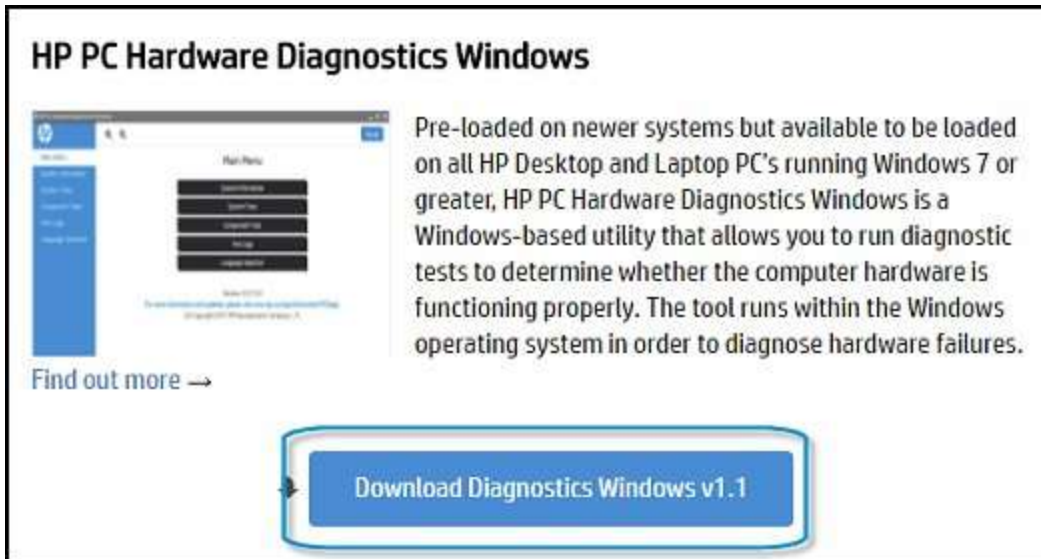 HP PC Hardware Diagnostics Windows
Main Menu
Pre-loaded on newer systems but available to be loaded
on all HP Desktop and Laptop PC's running Windows 7 or
greater, HP PC Hardware Diagnostics Windows is a
Windows-based utility that allows you to run diagnostic
tests to determine whether the computer hardware is
functioning properly. The tool runs within the Windows
operating system in order to diagnose hardware failures.
Find out more →
Download Diagnostics Windows v1.1